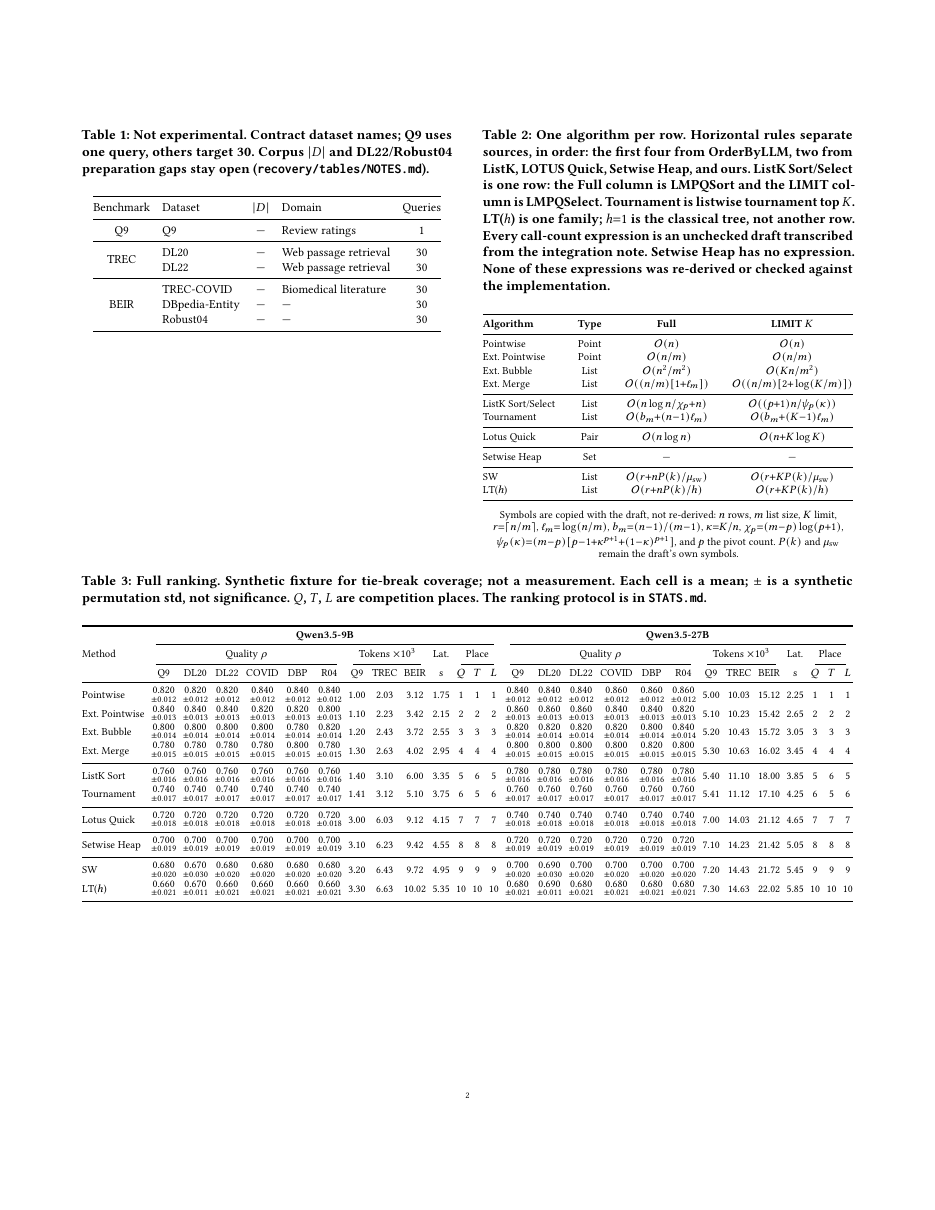 Table 1: Not experimental. Contract dataset names; Q9 uses
one query, others target 30. Corpus |D| and DL22/Robust04
preparation gaps stay open (recovery/tables/NOTES.md).
Benchmark Dataset |D| Domain Queries
Q9 Q9 — Review ratings 1
TREC DL20 — Web passage retrieval 30
DL22 — Web passage retrieval 30
BEIR TREC-COVID — Biomedical literature 30
DBpedia-Entity — — 30
Robust04 — — 30
Table 2: One algorithm per row. Horizontal rules separate
sources, in order: the first four from OrderByLLM, two from
ListK, LOTUS Quick, Setwise Heap, and ours. ListK Sort/Select
is one row: the Full column is LMPQSort and the LIMIT col-
umn is LMPQSelect. Tournament is listwise tournament top K.
LT(h) is one family; h=1 is the classical tree, not another row.
Every call-count expression is an unchecked draft transcribed
from the integration note. Setwise Heap has no expression.
None of these expressions was re-derived or checked against
the implementation.
Algorithm Type Full LIMIT K
Pointwise Point O(n) O(n)
Ext. Pointwise Point O(n/m) O(n/m)
Ext. Bubble List O(n²/m²) O(Kn/m²)
Ext. Merge List O((n/m)[1+ℓₘ]) O((n/m)[2+log(K/m)])
ListK Sort/Select List O(n log n/χₚ+n) O((p+1)n/ψₚ(κ))
Tournament List O(bₘ+(n−1)ℓₘ) O(bₘ+(K−1)ℓₘ)
Lotus Quick Pair O(n log n) O(n+K log K)
Setwise Heap Set — —
SW List O(r+nP(k)/μ_sw) O(r+KP(k)/μ_sw)
LT(h) List O(r+nP(k)/h) O(r+KP(k)/h)
Symbols are copied with the draft, not re-derived: n rows, m list size, K limit,
r=⌈n/m⌉, ℓₘ=log(n/m), bₘ=(n−1)/(m−1), κ=K/n, χₚ=(m−p) log(p+1),
ψₚ(κ)=(m−p)[p−1+κᵖ⁺¹+(1−κ)ᵖ⁺¹], and p the pivot count. P(k) and μ_sw
remain the draft's own symbols.
Table 3: Full ranking. Synthetic fixture for tie-break coverage; not a measurement. Each cell is a mean; ± is a synthetic
permutation std, not significance. Q, T, L are competition places. The ranking protocol is in STATS.md.
Qwen3.5-9B Qwen3.5-27B
Method Quality ρ Tokens ×10³ Lat. Place Quality ρ Tokens ×10³ Lat. Place
Q9 DL20 DL22 COVID DBP R04 Q9 TREC BEIR s Q T L Q9 DL20 DL22 COVID DBP R04 Q9 TREC BEIR s Q T L
Pointwise 0.820 0.820 0.820 0.840 0.840 0.840 1.00 2.03 3.12 1.75 1 1 1 0.840 0.840 0.840 0.860 0.860 0.860 5.00 10.03 15.12 2.25 1 1 1
±0.012 ±0.012 ±0.012 ±0.012 ±0.012 ±0.012 ±0.012 ±0.012 ±0.012 ±0.012 ±0.012 ±0.012
Ext. Pointwise 0.840 0.840 0.840 0.820 0.820 0.800 1.10 2.23 3.42 2.15 2 2 2 0.860 0.860 0.860 0.840 0.840 0.820 5.10 10.23 15.42 2.65 2 2 2
±0.013 ±0.013 ±0.013 ±0.013 ±0.013 ±0.013 ±0.013 ±0.013 ±0.013 ±0.013 ±0.013 ±0.013
Ext. Bubble 0.800 0.800 0.800 0.800 0.780 0.820 1.20 2.43 3.72 2.55 3 3 3 0.820 0.820 0.820 0.820 0.800 0.840 5.20 10.43 15.72 3.05 3 3 3
±0.014 ±0.014 ±0.014 ±0.014 ±0.014 ±0.014 ±0.014 ±0.014 ±0.014 ±0.014 ±0.014 ±0.014
Ext. Merge 0.780 0.780 0.780 0.780 0.800 0.780 1.30 2.63 4.02 2.95 4 4 4 0.800 0.800 0.800 0.800 0.820 0.800 5.30 10.63 16.02 3.45 4 4 4
±0.015 ±0.015 ±0.015 ±0.015 ±0.015 ±0.015 ±0.015 ±0.015 ±0.015 ±0.015 ±0.015 ±0.015
ListK Sort 0.760 0.760 0.760 0.760 0.760 0.760 1.40 3.10 6.00 3.35 5 6 5 0.780 0.780 0.780 0.780 0.780 0.780 5.40 11.10 18.00 3.85 5 6 5
±0.016 ±0.016 ±0.016 ±0.016 ±0.016 ±0.016 ±0.016 ±0.016 ±0.016 ±0.016 ±0.016 ±0.016
Tournament 0.740 0.740 0.740 0.740 0.740 0.740 1.41 3.12 5.10 3.75 6 5 6 0.760 0.760 0.760 0.760 0.760 0.760 5.41 11.12 17.10 4.25 6 5 6
±0.017 ±0.017 ±0.017 ±0.017 ±0.017 ±0.017 ±0.017 ±0.017 ±0.017 ±0.017 ±0.017 ±0.017
Lotus Quick 0.720 0.720 0.720 0.720 0.720 0.720 3.00 6.03 9.12 4.15 7 7 7 0.740 0.740 0.740 0.740 0.740 0.740 7.00 14.03 21.12 4.65 7 7 7
±0.018 ±0.018 ±0.018 ±0.018 ±0.018 ±0.018 ±0.018 ±0.018 ±0.018 ±0.018 ±0.018 ±0.018
Setwise Heap 0.700 0.700 0.700 0.700 0.700 0.700 3.10 6.23 9.42 4.55 8 8 8 0.720 0.720 0.720 0.720 0.720 0.720 7.10 14.23 21.42 5.05 8 8 8
±0.019 ±0.019 ±0.019 ±0.019 ±0.019 ±0.019 ±0.019 ±0.019 ±0.019 ±0.019 ±0.019 ±0.019
SW 0.680 0.670 0.680 0.680 0.680 0.680 3.20 6.43 9.72 4.95 9 9 9 0.700 0.690 0.700 0.700 0.700 0.700 7.20 14.43 21.72 5.45 9 9 9
±0.020 ±0.030 ±0.020 ±0.020 ±0.020 ±0.020 ±0.020 ±0.030 ±0.020 ±0.020 ±0.020 ±0.020
LT(h) 0.660 0.670 0.660 0.660 0.660 0.660 3.30 6.63 10.02 5.35 10 10 10 0.680 0.690 0.680 0.680 0.680 0.680 7.30 14.63 22.02 5.85 10 10 10
±0.021 ±0.011 ±0.021 ±0.021 ±0.021 ±0.021 ±0.021 ±0.011 ±0.021 ±0.021 ±0.021 ±0.021
2